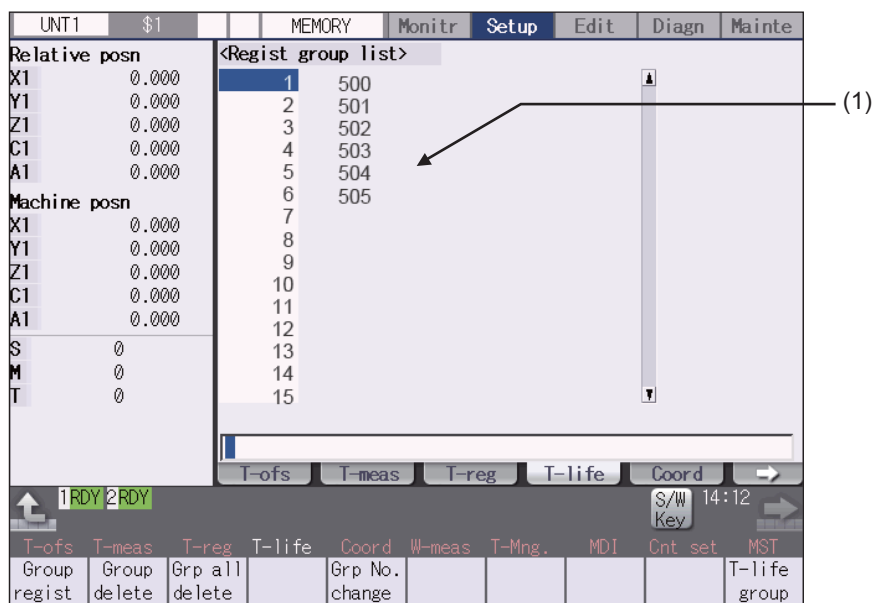 UNT1 $1 MEMORY Monitr Setup Edit Diagn Mainte
Relative posn
X1 0.000
Y1 0.000
Z1 0.000
C1 0.000
A1 0.000
Machine posn
X1 0.000
Y1 0.000
Z1 0.000
C1 0.000
A1 0.000
S 0
M 0
T 0
<Regist group list>
1 500
2 501
3 502
4 503
5 504
6 505
7
8
9
10
11
12
13
14
15
(1)
T-ofs T-meas T-reg T-life Coord
1RDY 2RDY S/W Key 14:12
T-ofs T-meas T-reg T-life Coord W-meas T-Mng. MDI Cnt set MST
Group regist Group delete Grp all delete Grp No. change T-life group